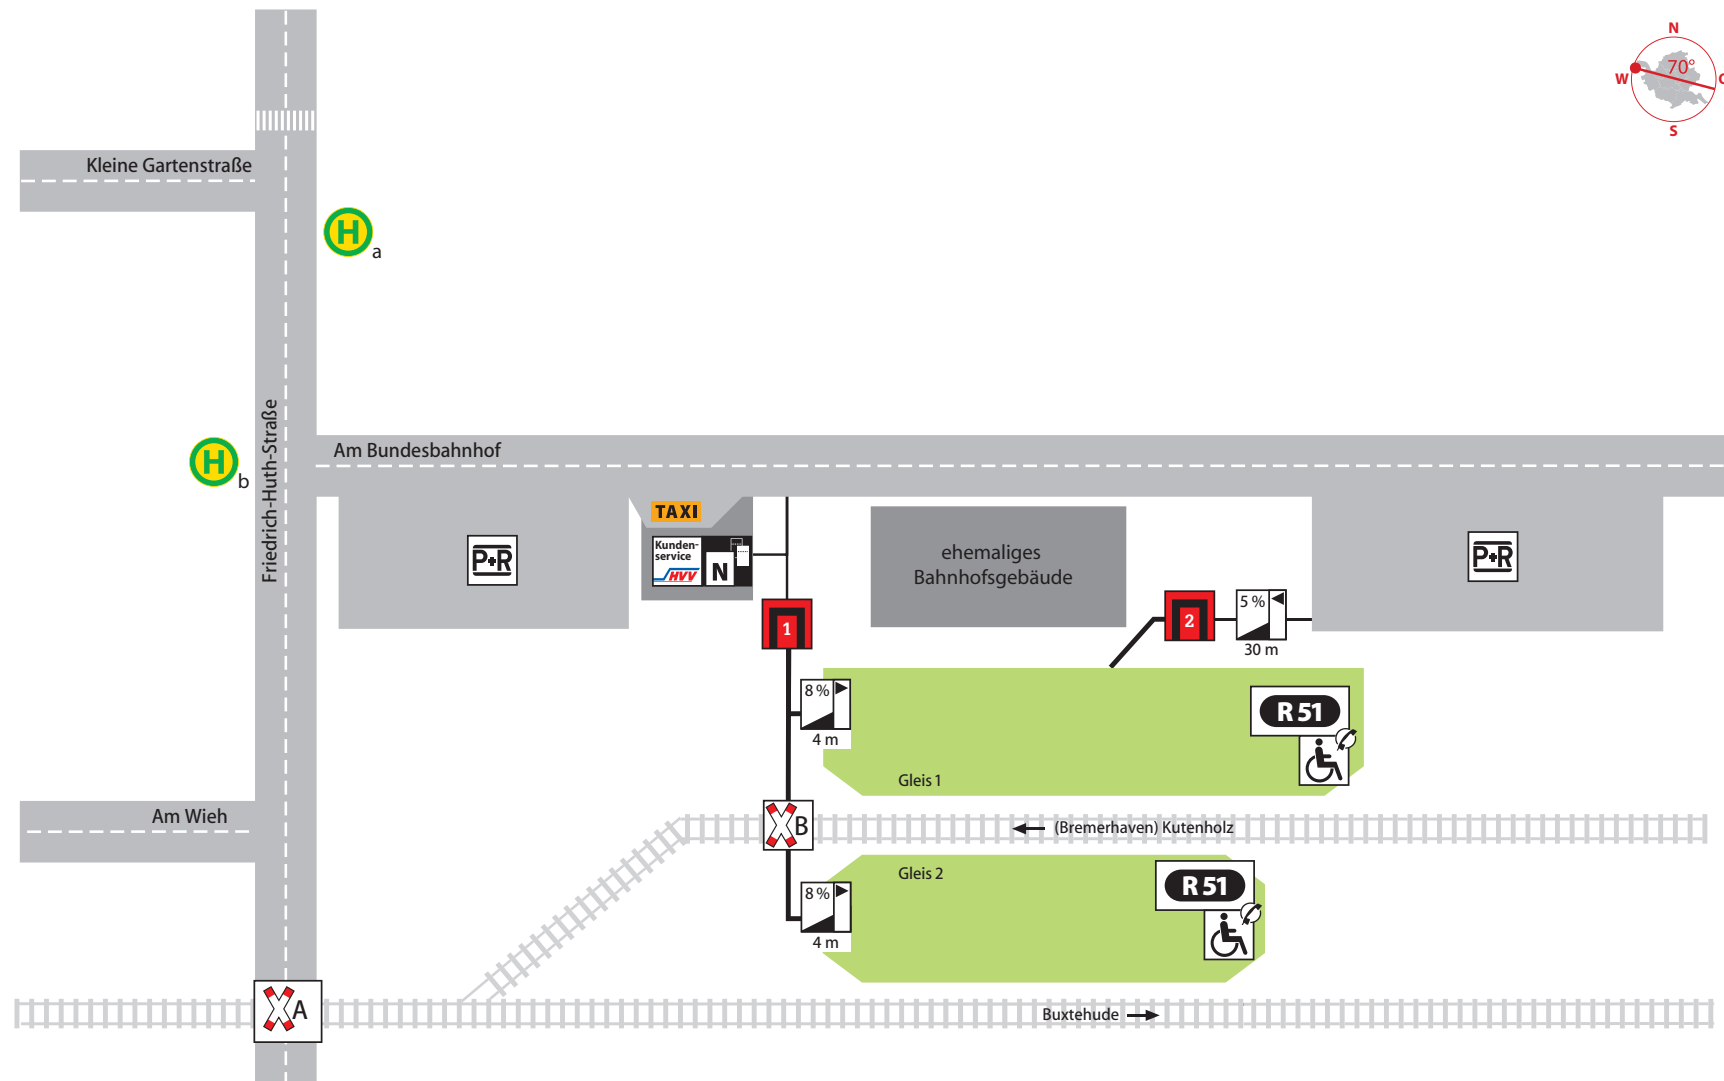 N
W
70°
S
Kleine Gartenstraße
H
a
H
b
Friedrich-Huth-Straße
Am Bundesbahnhof
TAXI
Kunden-
service
HVV
N
P+R
ehemaliges
Bahnhofsgebäude
P+R
1
2
5 %
30 m
8 %
4 m
R 51
Gleis 1
Am Wieh
B
(Bremerhaven) Kutenholz
Gleis 2
R 51
8 %
4 m
A
Buxtehude